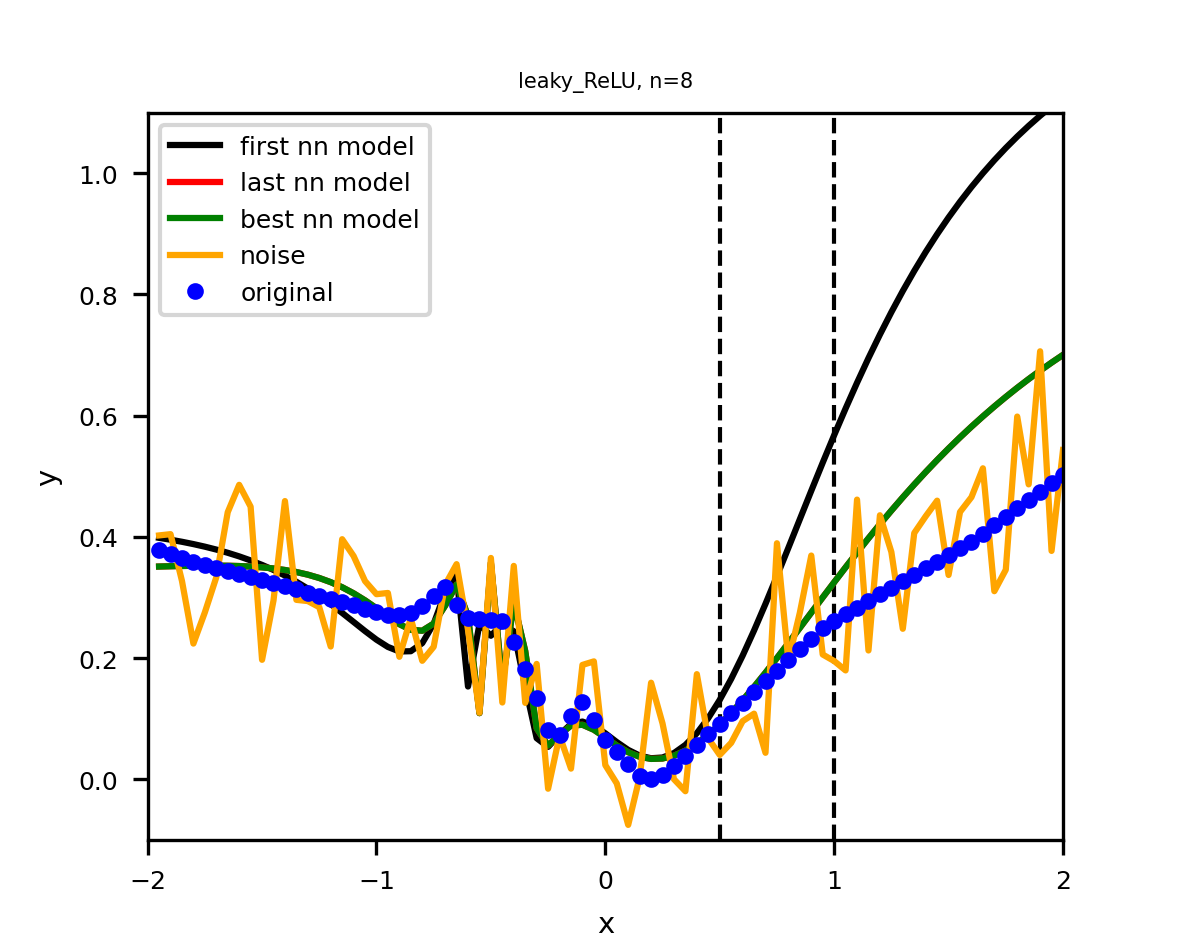 leaky_ReLU, n=8
first nn model
last nn model
best nn model
noise
original
1.0
0.8
0.6
0.4
0.2
0.0
y
−2
−1
0
1
2
x